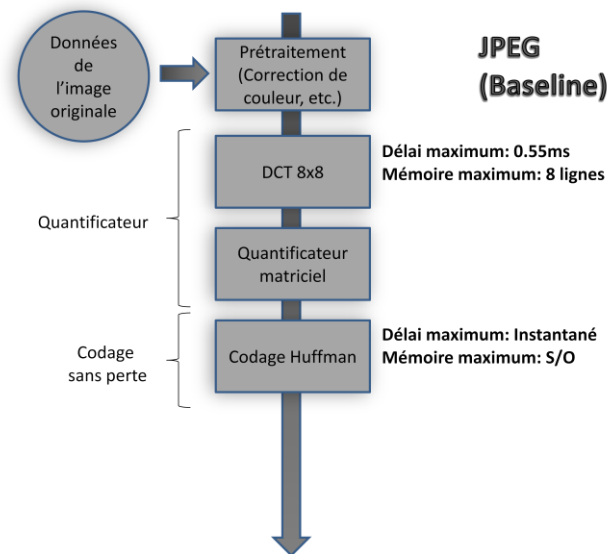 Données
de
l'image
originale
Prétraitement
(Correction de
couleur, etc.)
JPEG
(Baseline)
Quantificateur
DCT 8x8
Délai maximum: 0.55ms
Mémoire maximum: 8 lignes
Quantificateur
matriciel
Codage
sans perte
Codage Huffman
Délai maximum: Instantané
Mémoire maximum: S/O